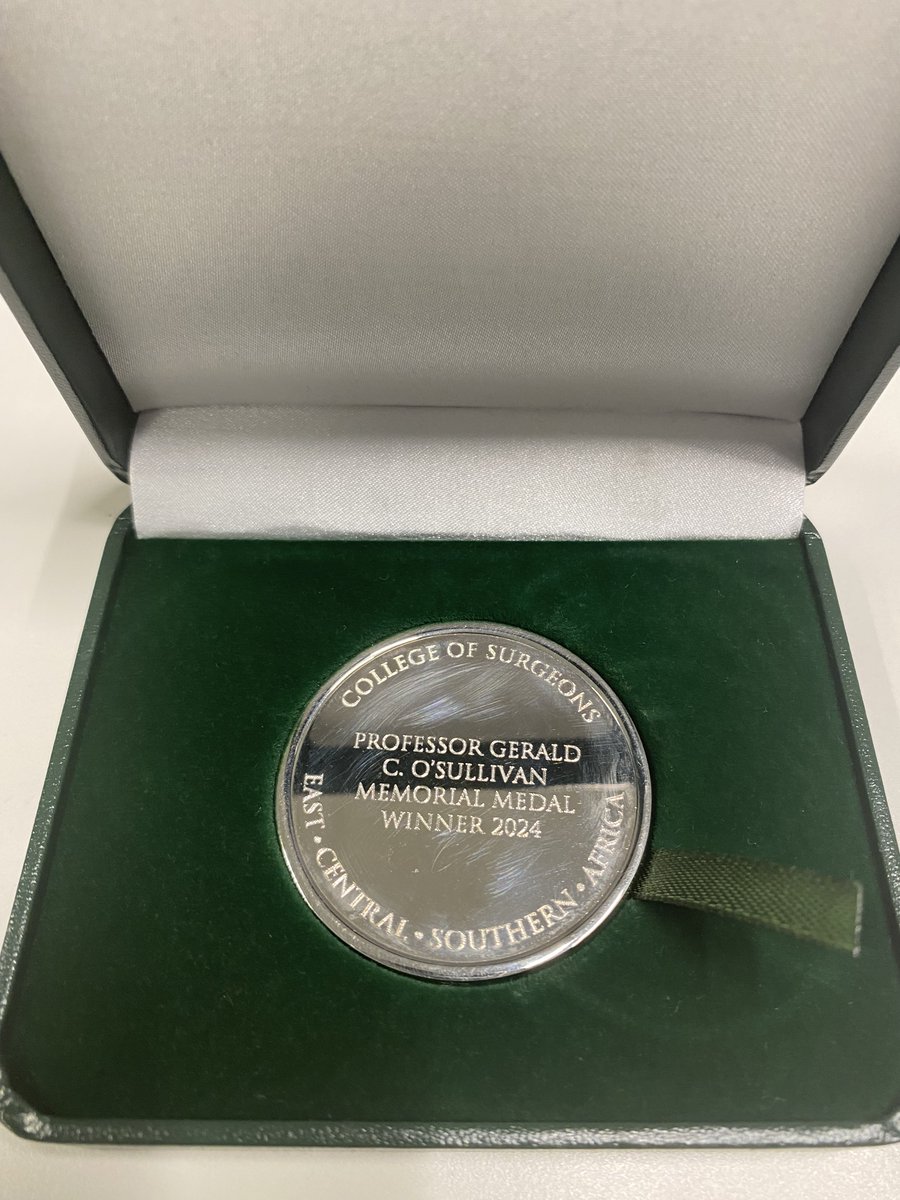 COLLEGE OF SURGEONS
PROFESSOR GERALD
C. O'SULLIVAN
MEMORIAL MEDAL
WINNER 2024
EAST • CENTRAL • SOUTHERN • AFRICA